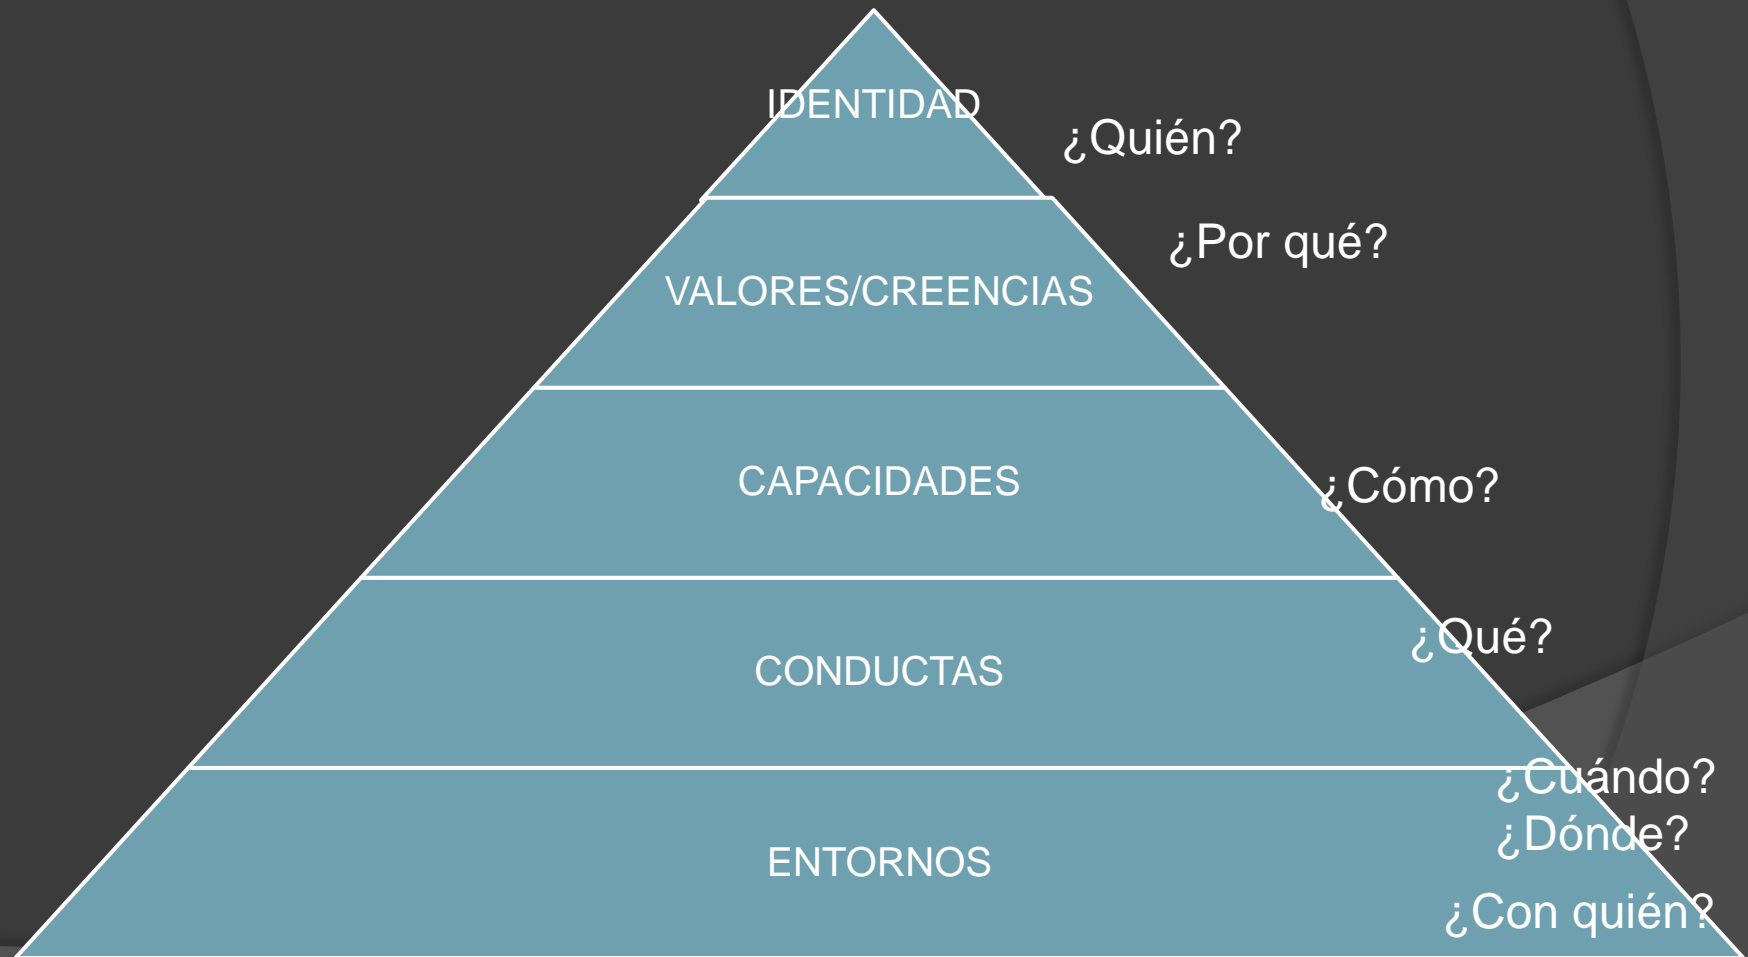 IDENTIDAD
¿Quién?
¿Por qué?
VALORES/CREENCIAS
CAPACIDADES
¿Cómo?
¿Qué?
CONDUCTAS
¿Cuándo?
¿Dónde?
ENTORNOS
¿Con quién?